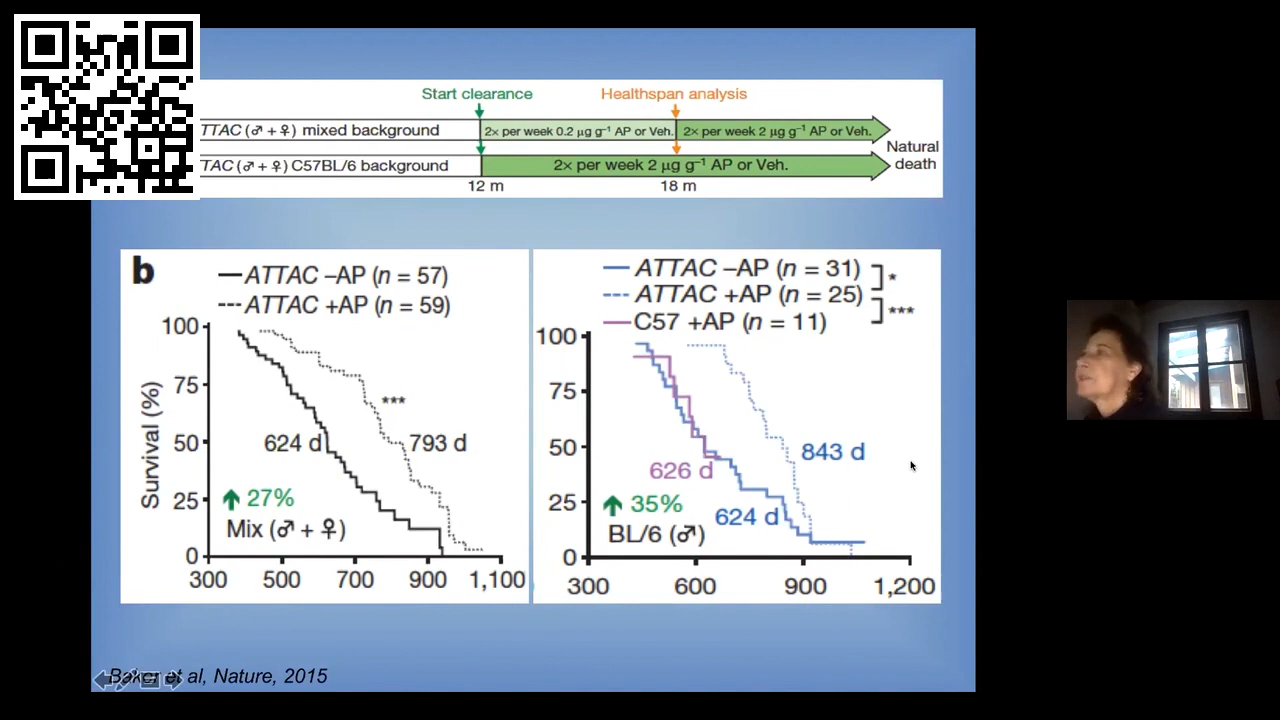 Start clearance
Healthspan analysis
TTAC (♂ + ♀) mixed background
2× per week 0.2 µg g⁻¹ AP or Veh.
2× per week 2 µg g⁻¹ AP or Veh.
TAC (♂ + ♀) C57BL/6 background
2× per week 2 µg g⁻¹ AP or Veh.
Natural
death
12 m
18 m
b
ATTAC –AP (n = 57)
ATTAC +AP (n = 59)
Survival (%)
100
75
50
25
0
***
624 d
793 d
27%
Mix (♂ + ♀)
300 500 700 900 1,100
ATTAC –AP (n = 31)
ATTAC +AP (n = 25)
C57 +AP (n = 11)
*
***
100
75
50
25
0
843 d
626 d
35%
624 d
BL/6 (♂)
300 600 900 1,200
Baker et al, Nature, 2015